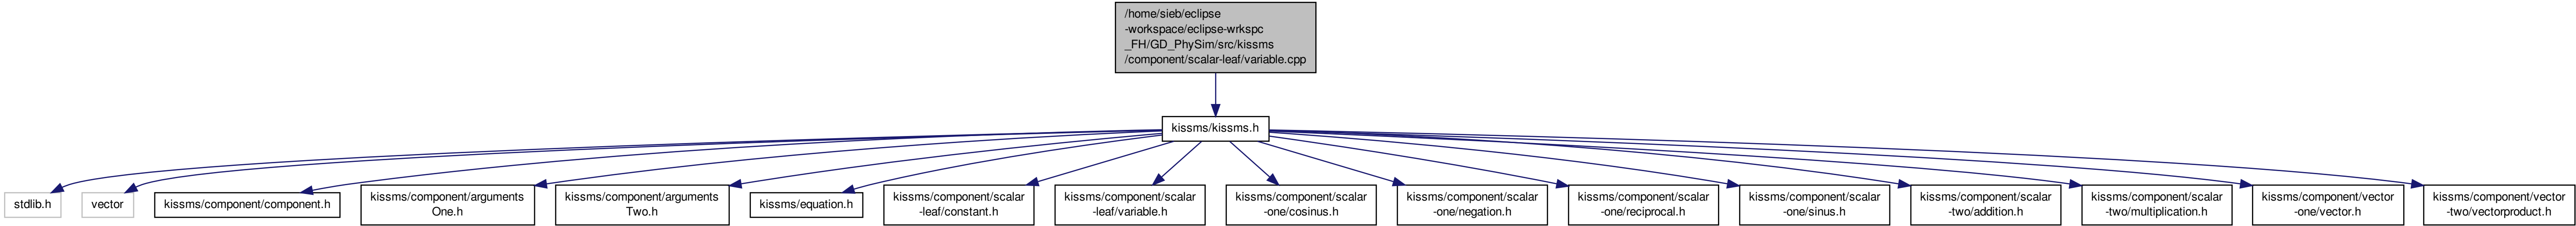 /home/sieb/eclipse
-workspace/eclipse-wrkspc
_FH/GD_PhySim/src/kissms
/component/scalar-leaf/variable.cpp
kissms/kissms.h
stdlib.h
vector
kissms/component/component.h
kissms/component/arguments
One.h
kissms/component/arguments
Two.h
kissms/equation.h
kissms/component/scalar
-leaf/constant.h
kissms/component/scalar
-leaf/variable.h
kissms/component/scalar
-one/cosinus.h
kissms/component/scalar
-one/negation.h
kissms/component/scalar
-one/reciprocal.h
kissms/component/scalar
-one/sinus.h
kissms/component/scalar
-two/addition.h
kissms/component/scalar
-two/multiplication.h
kissms/component/vector
-one/vector.h
kissms/component/vector
-two/vectorproduct.h